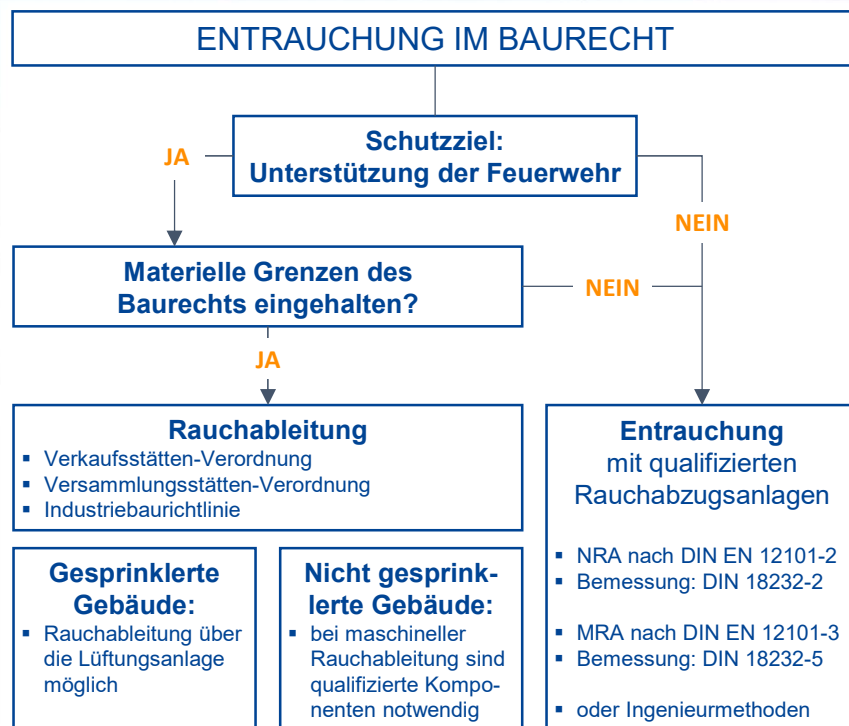 ENTRAUCHUNG IM BAURECHT
Schutzziel:
Unterstützung der Feuerwehr
JA
NEIN
Materielle Grenzen des
Baurechts eingehalten?
NEIN
JA
Rauchableitung
▪ Verkaufsstätten-Verordnung
▪ Versammlungsstätten-Verordnung
▪ Industriebaurichtlinie
Gesprinklerte
Gebäude:
▪ Rauchableitung über
die Lüftungsanlage
möglich
Nicht gesprink-
lerte Gebäude:
▪ bei maschineller
Rauchableitung sind
qualifizierte Kompo-
nenten notwendig
Entrauchung
mit qualifizierten
Rauchabzugsanlagen
▪ NRA nach DIN EN 12101-2
▪ Bemessung: DIN 18232-2
▪ MRA nach DIN EN 12101-3
▪ Bemessung: DIN 18232-5
▪ oder Ingenieurmethoden